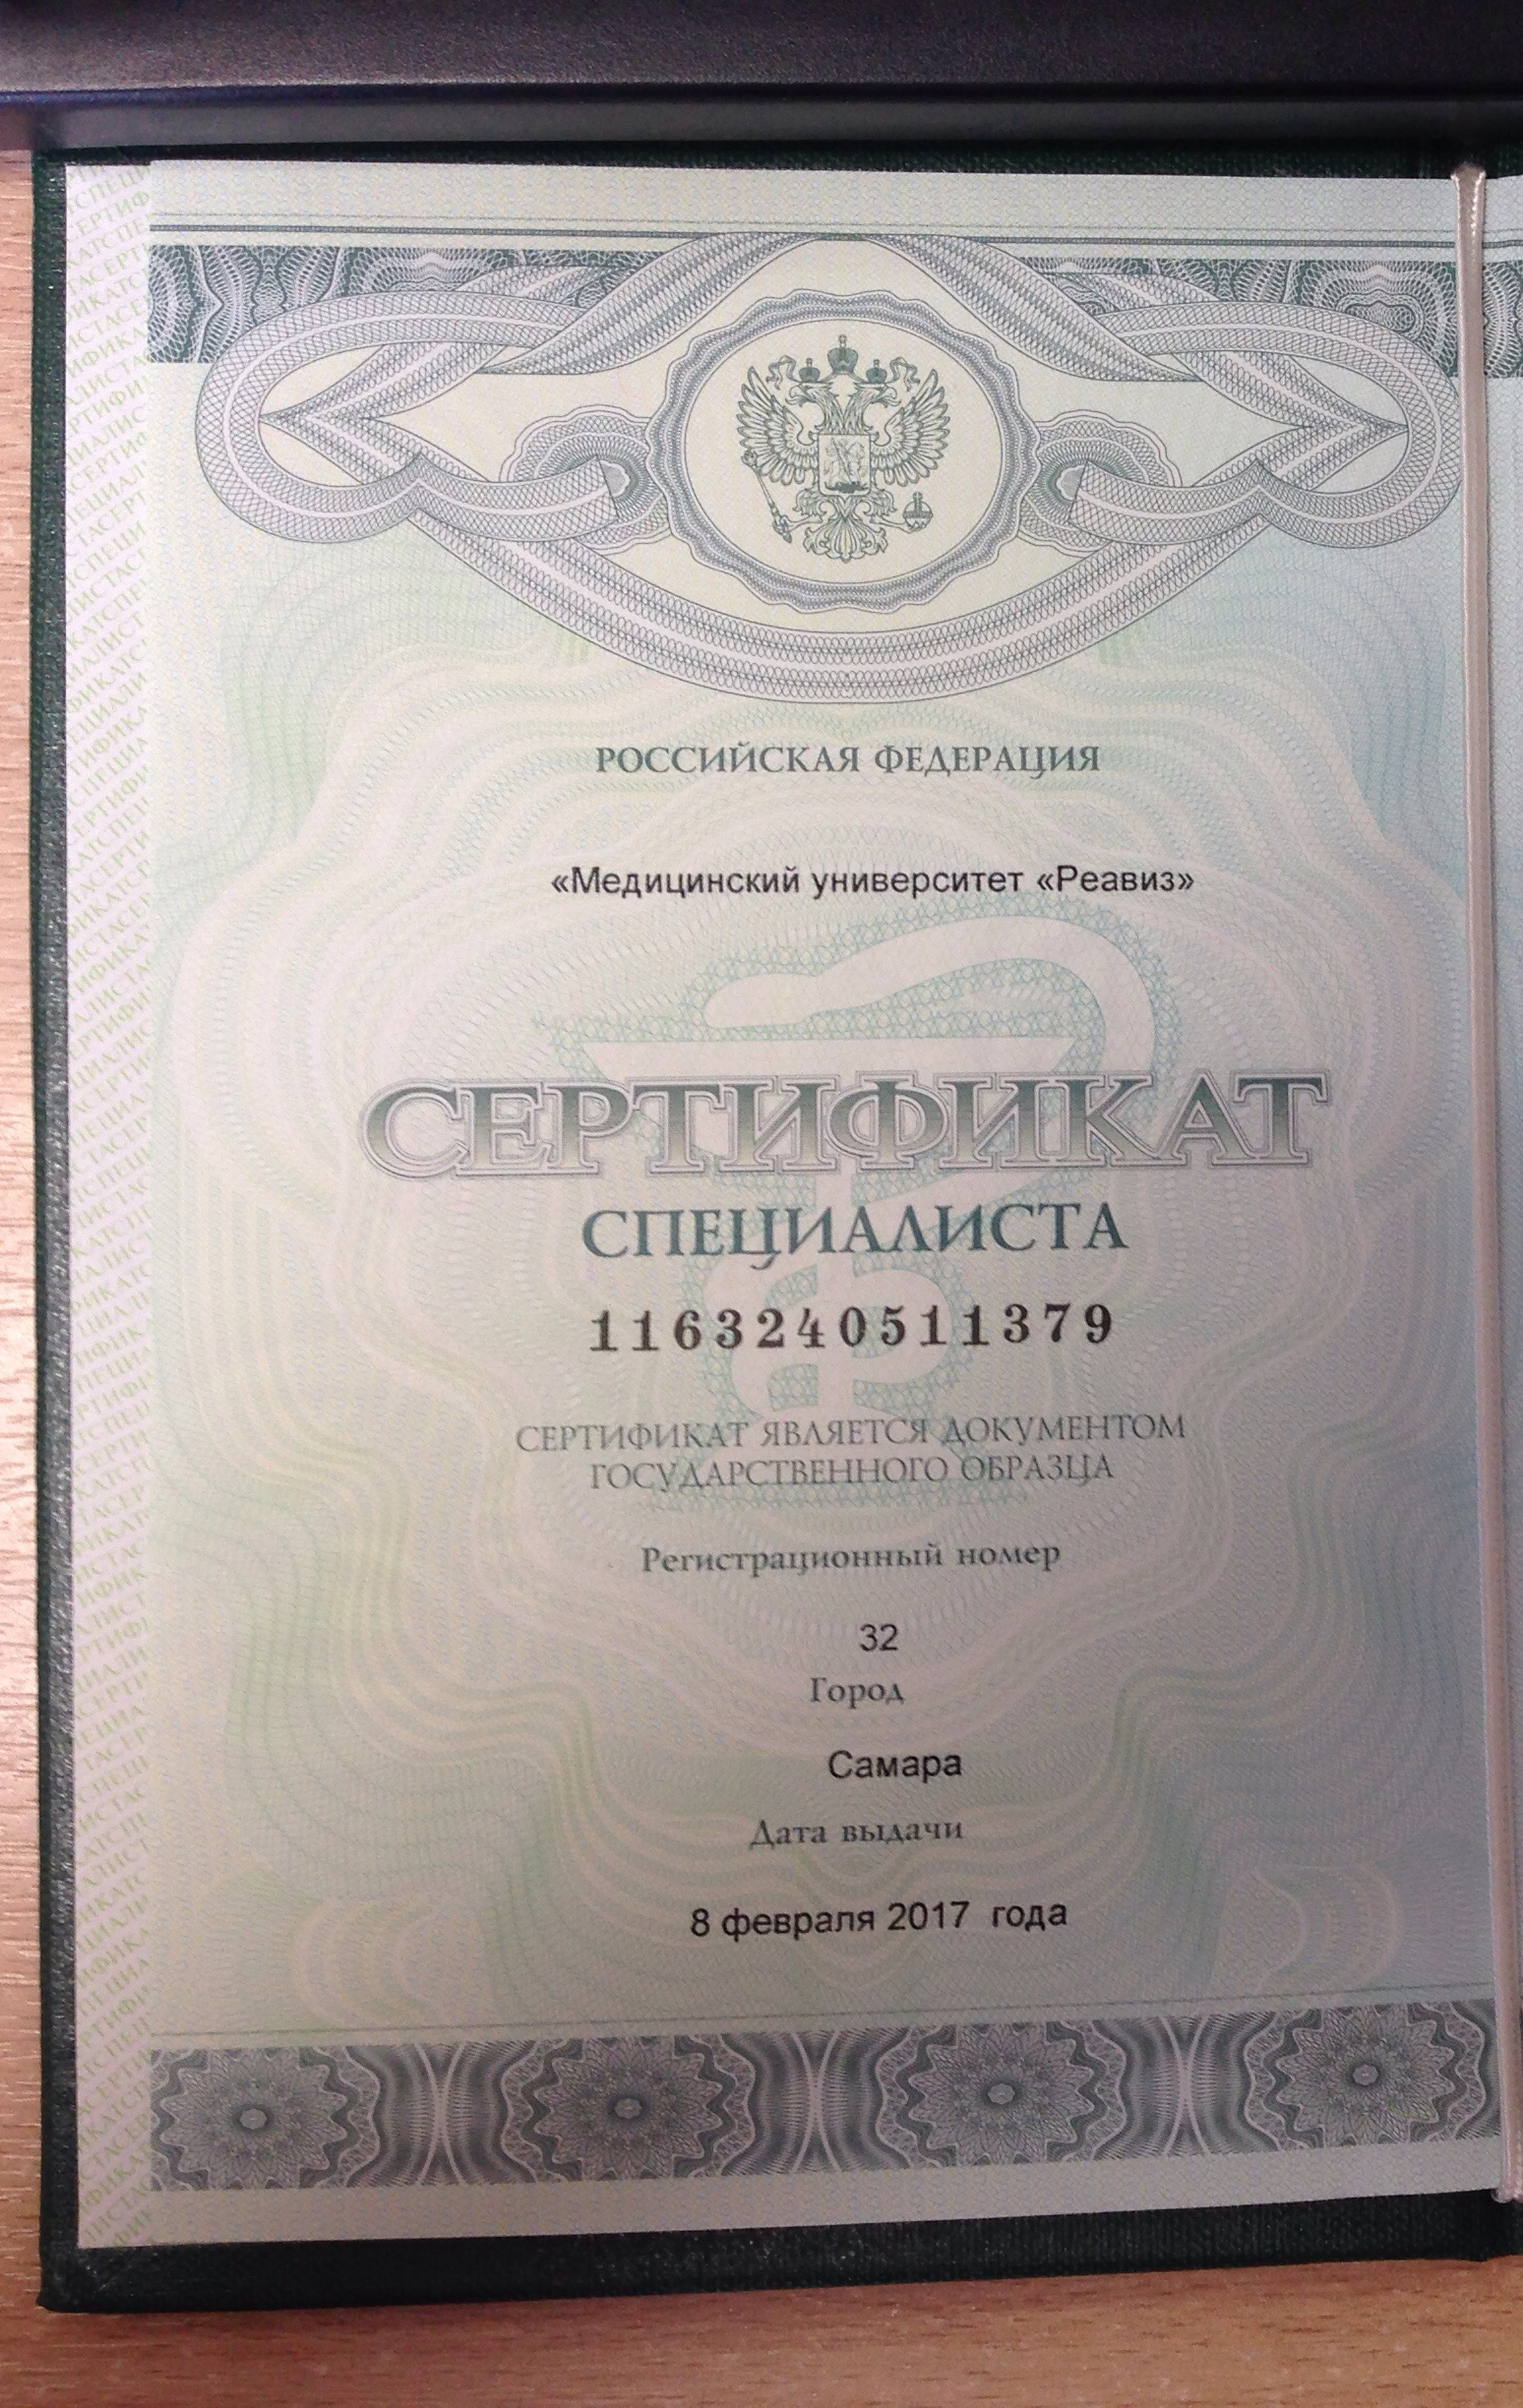 РОССИЙСКАЯ ФЕДЕРАЦИЯ
«Медицинский университет «Реавиз»
СЕРТИФИКАТ
СПЕЦИАЛИСТА
1163240511379
СЕРТИФИКАТ ЯВЛЯЕТСЯ ДОКУМЕНТОМ
ГОСУДАРСТВЕННОГО ОБРАЗЦА
Регистрационный номер
32
Город
Самара
Дата выдачи
8 февраля 2017 года